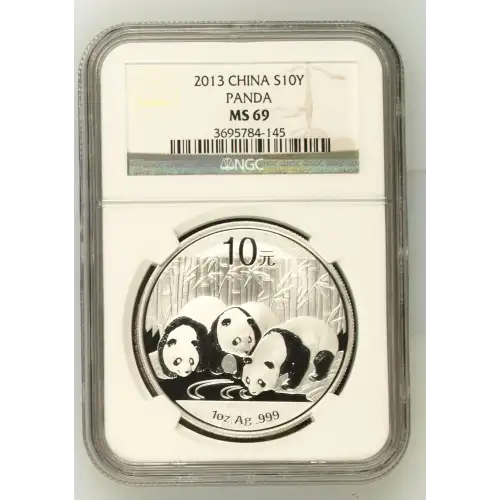 2013 CHINA S10Y
PANDA
MS 69
3695784-145
NGC
10元
1oz Ag .999